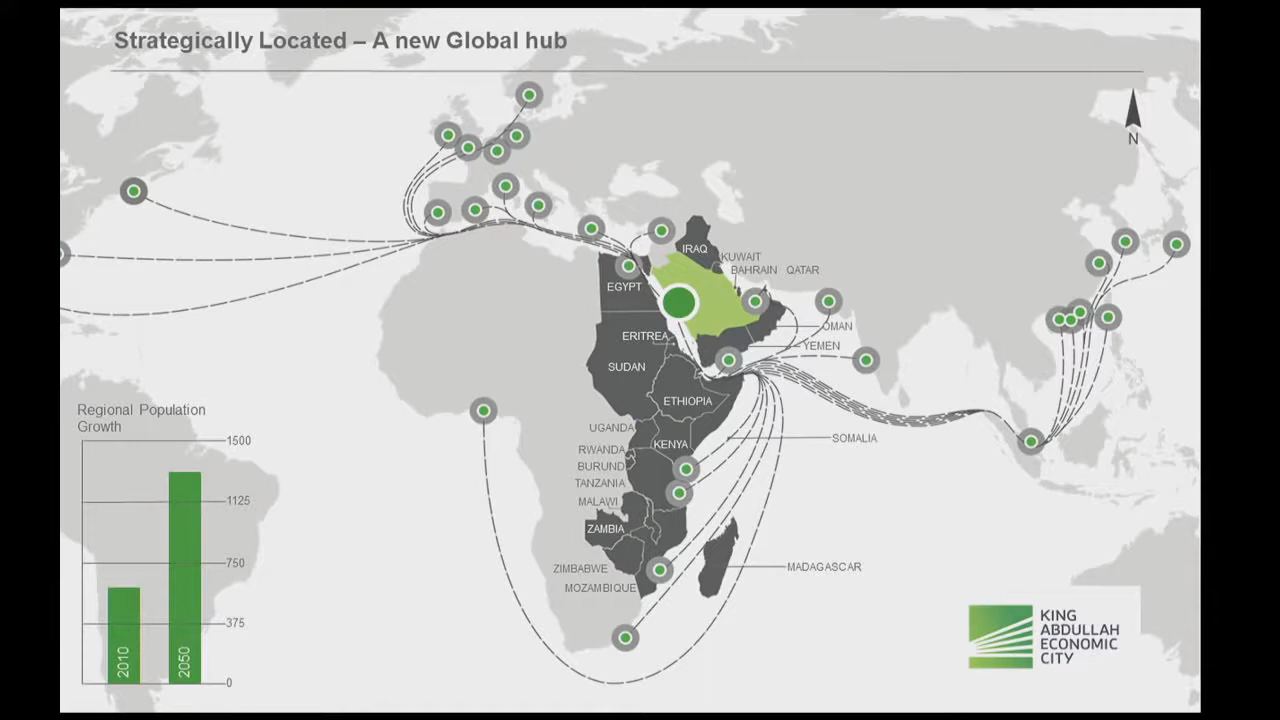 Strategically Located – A new Global hub
N
IRAQ
KUWAIT
BAHRAIN QATAR
EGYPT
OMAN
ERITREA
YEMEN
SUDAN
ETHIOPIA
UGANDA
KENYA
SOMALIA
RWANDA
BURUND
TANZANIA
MALAWI
ZAMBIA
ZIMBABWE
MADAGASCAR
MOZAMBIQUE
Regional Population
Growth
1500
1125
750
375
0
2010
2050
KING
ABDULLAH
ECONOMIC
CITY